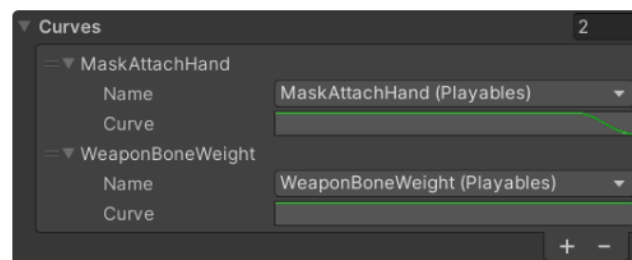 Curves 2
MaskAttachHand
Name MaskAttachHand (Playables)
Curve
WeaponBoneWeight
Name WeaponBoneWeight (Playables)
Curve
+ −